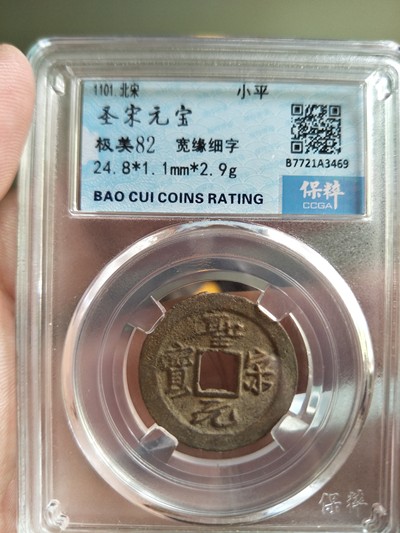 1101.北宋 小平
圣宋元宝
极美82 宽缘细字
24.8*1.1mm*2.9g
B7721A3469
BAO CUI COINS RATING
保粹
CCGA
聖
寶 宋
元
保粹